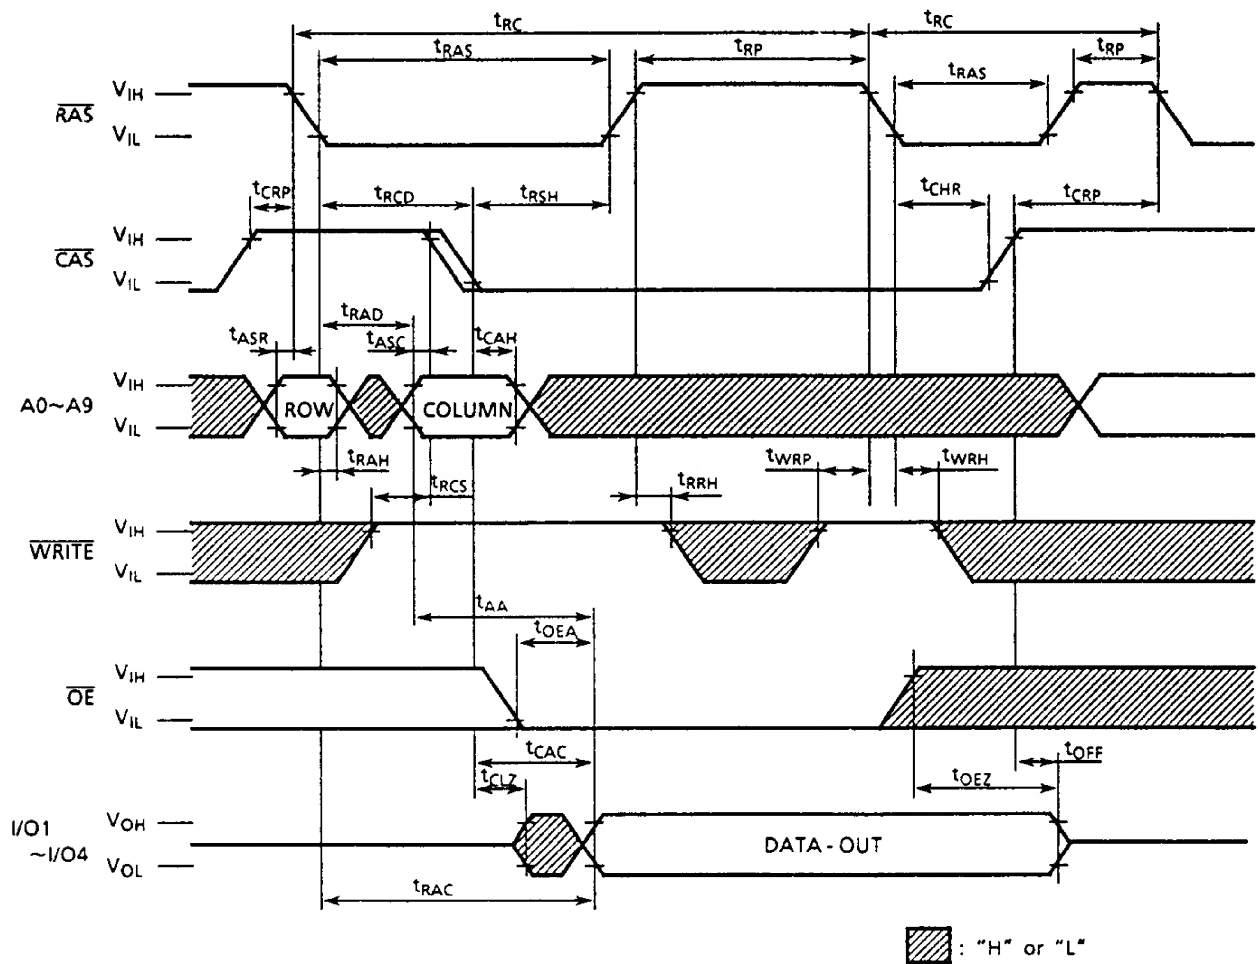 tRC tRC
tRAS tRP tRAS tRP
RAS VIH
VIL
tCRP tRCD tRSH tCHR tCRP
CAS VIH
VIL
tRAD
tASR tASC tCAH
A0~A9 VIH
ROW COLUMN
VIL
tRAH tRCS tRRH tWRP tWRH
WRITE VIH
VIL
tAA
tOEA
OE VIH
VIL
tCAC tOFF
tCLZ tOEZ
I/O1
~I/O4 VOH
DATA-OUT
VOL
tRAC
: "H" or "L"